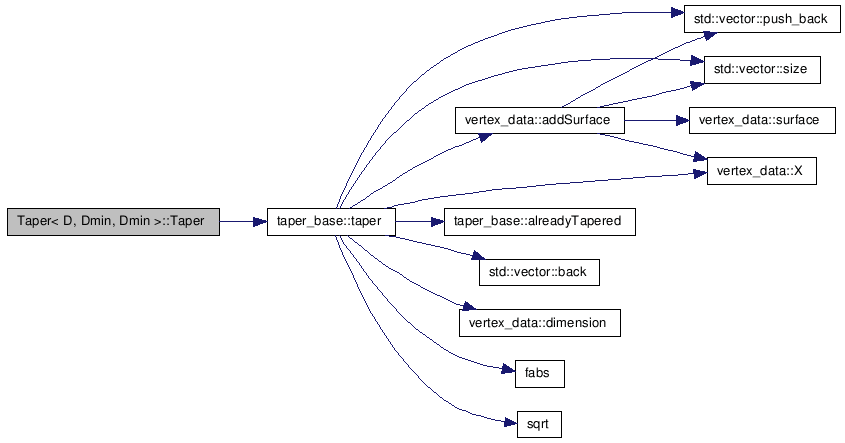 std::vector::push_back
std::vector::size
vertex_data::addSurface
vertex_data::surface
vertex_data::X
Taper< D, Dmin, Dmin >::Taper
taper_base::taper
taper_base::alreadyTapered
std::vector::back
vertex_data::dimension
fabs
sqrt